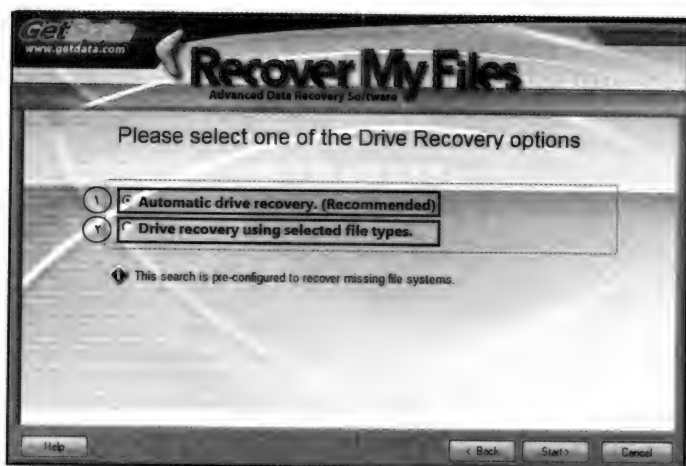 GetData
www.getdata.com
Recover My Files
Advanced Data Recovery Software
Please select one of the Drive Recovery options
١ Automatic drive recovery. (Recommended)
٢ Drive recovery using selected file types.
This search is pre-configured to recover missing file systems.
Help
< Back
Start >
Cancel